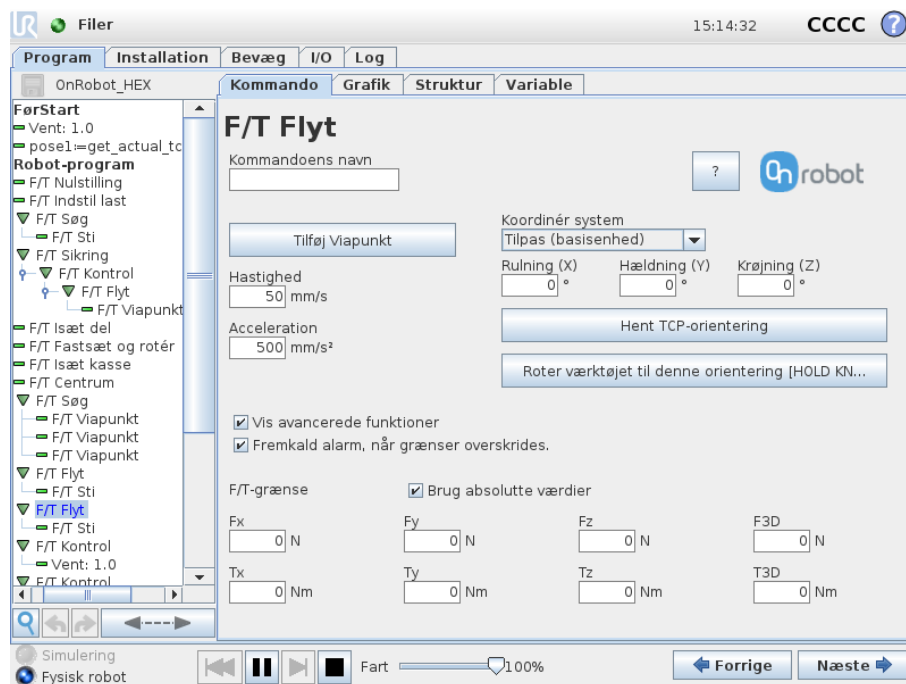 UR Filer 15:14:32 CCCC ?
Program Installation Bevæg I/O Log
OnRobot_HEX
Kommando Grafik Struktur Variable
FørStart
Vent: 1.0
pose1:=get_actual_tc
Robot-program
F/T Nulstilling
F/T Indstil last
F/T Søg
F/T Sti
F/T Sikring
F/T Kontrol
F/T Flyt
F/T Viapunkt
F/T Isæt del
F/T Fastsæt og rotér
F/T Isæt kasse
F/T Centrum
F/T Søg
F/T Viapunkt
F/T Viapunkt
F/T Viapunkt
F/T Flyt
F/T Sti
F/T Flyt
F/T Sti
F/T Kontrol
Vent: 1.0
F/T Kontrol
F/T Flyt
Kommandoens navn
?
On robot
Tilføj Viapunkt
Koordinér system
Tilpas (basisenhed)
Hastighed
50 mm/s
Rulning (X) Hældning (Y) Krøjning (Z)
0 ° 0 ° 0 °
Acceleration
500 mm/s²
Hent TCP-orientering
Roter værktøjet til denne orientering [HOLD KN...
Vis avancerede funktioner
Fremkald alarm, når grænser overskrides.
F/T-grænse Brug absolutte værdier
Fx Fy Fz F3D
0 N 0 N 0 N 0 N
Tx Ty Tz T3D
0 Nm 0 Nm 0 Nm 0 Nm
Simulering
Fysisk robot
Fart 100%
Forrige Næste